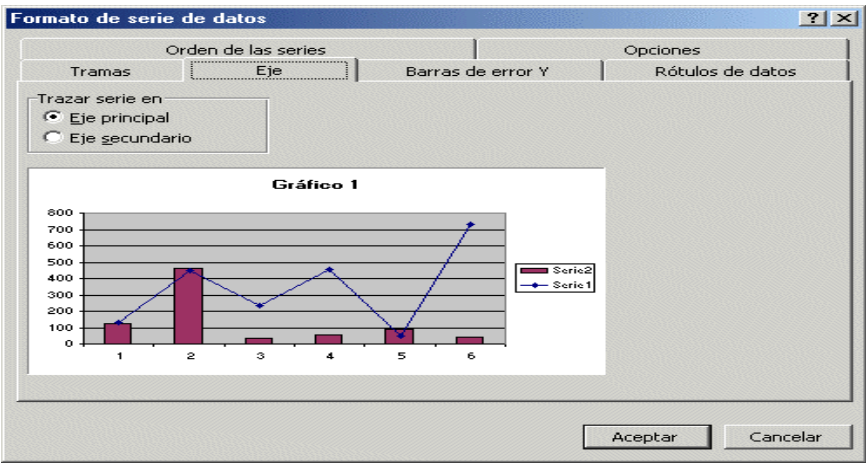 Formato de serie de datos
Orden de las series
Opciones
Tramas
Eje
Barras de error Y
Rótulos de datos
Trazar serie en
Eje principal
Eje secundario
Gráfico 1
800
700
600
500
400
300
200
100
0
1 2 3 4 5 6
Serie2
Serie1
Aceptar
Cancelar